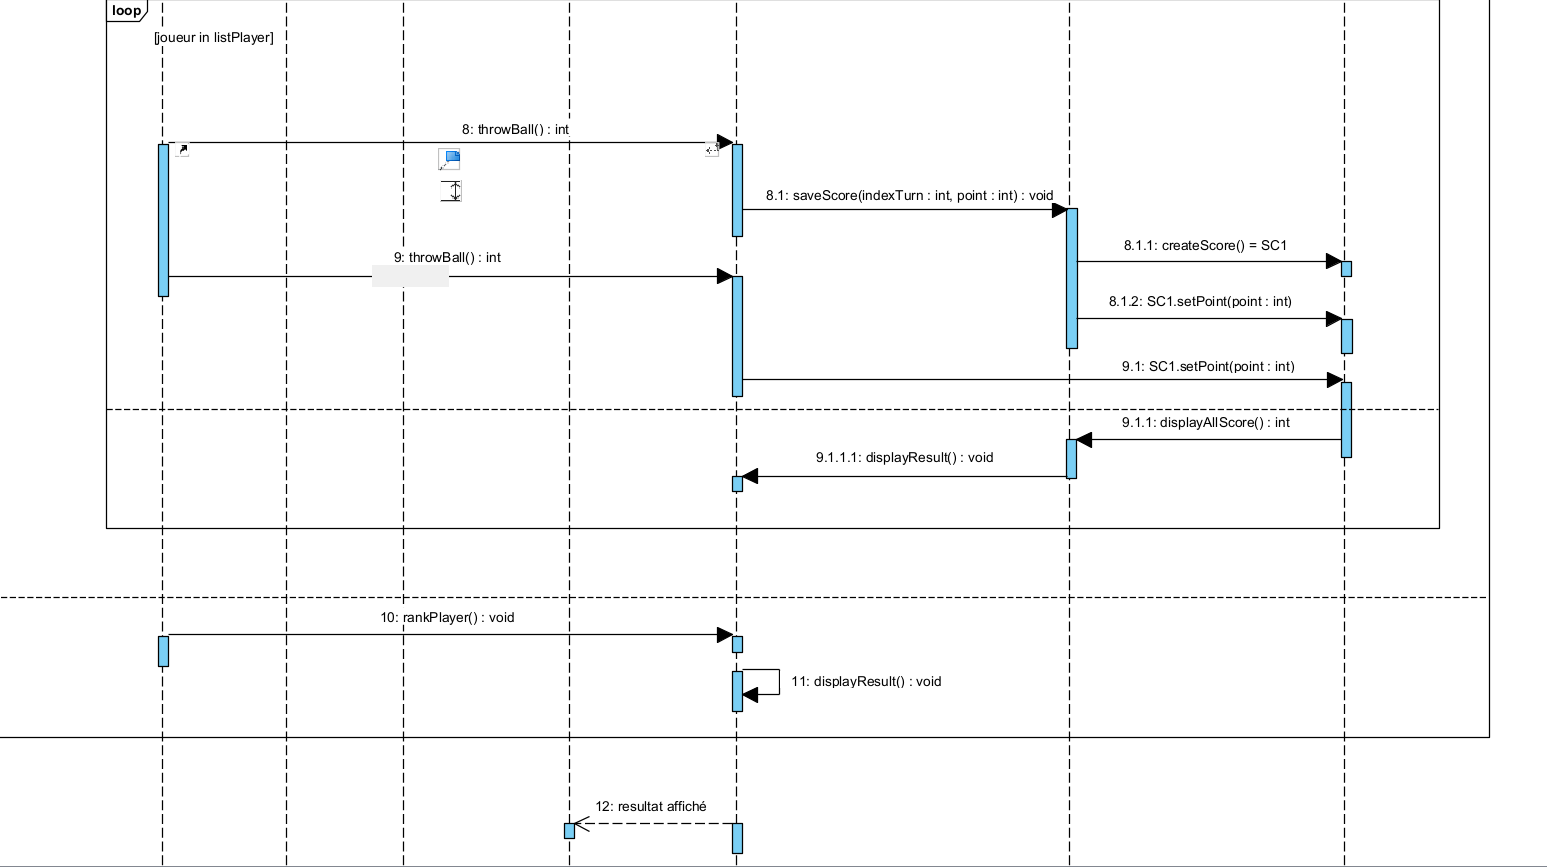 loop
[joueur in listPlayer]
8: throwBall() : int
8.1: saveScore(indexTurn : int, point : int) : void
8.1.1: createScore() = SC1
9: throwBall() : int
8.1.2: SC1.setPoint(point : int)
9.1: SC1.setPoint(point : int)
9.1.1: displayAllScore() : int
9.1.1.1: displayResult() : void
10: rankPlayer() : void
11: displayResult() : void
12: resultat affiché